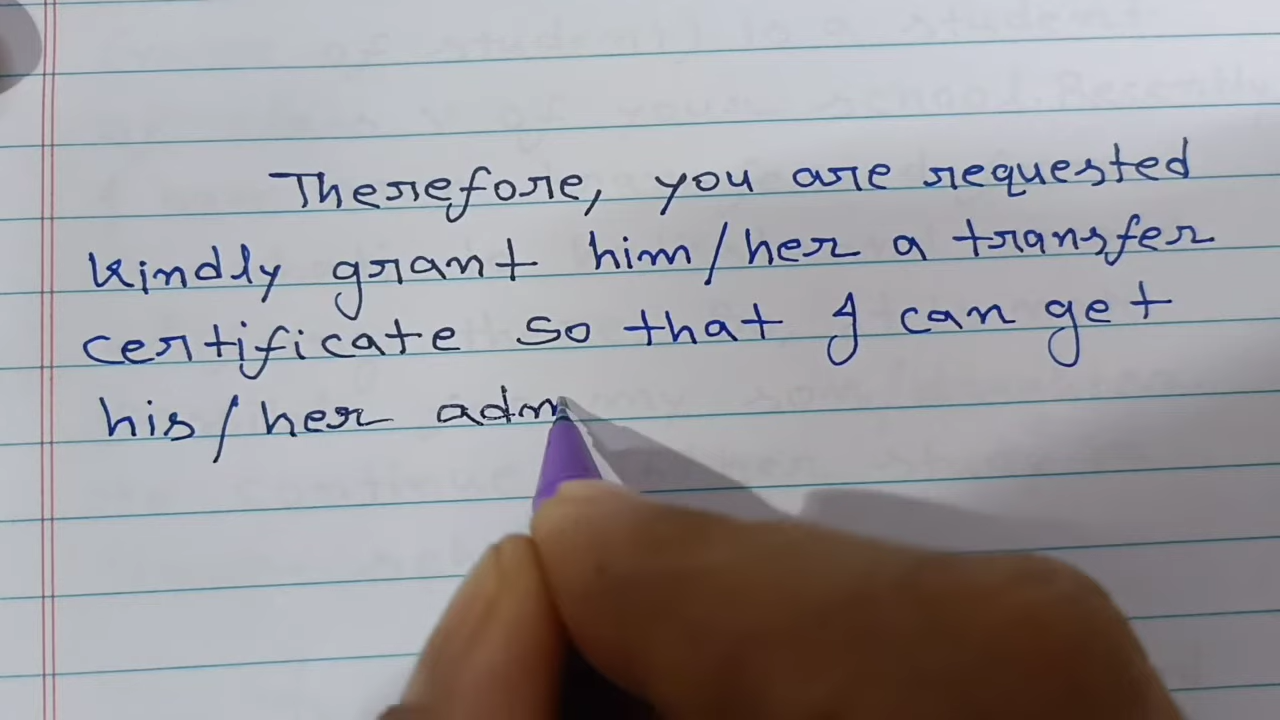 Therefore, you are requested
kindly grant him/her a transfer
certificate so that I can get
his/her adm